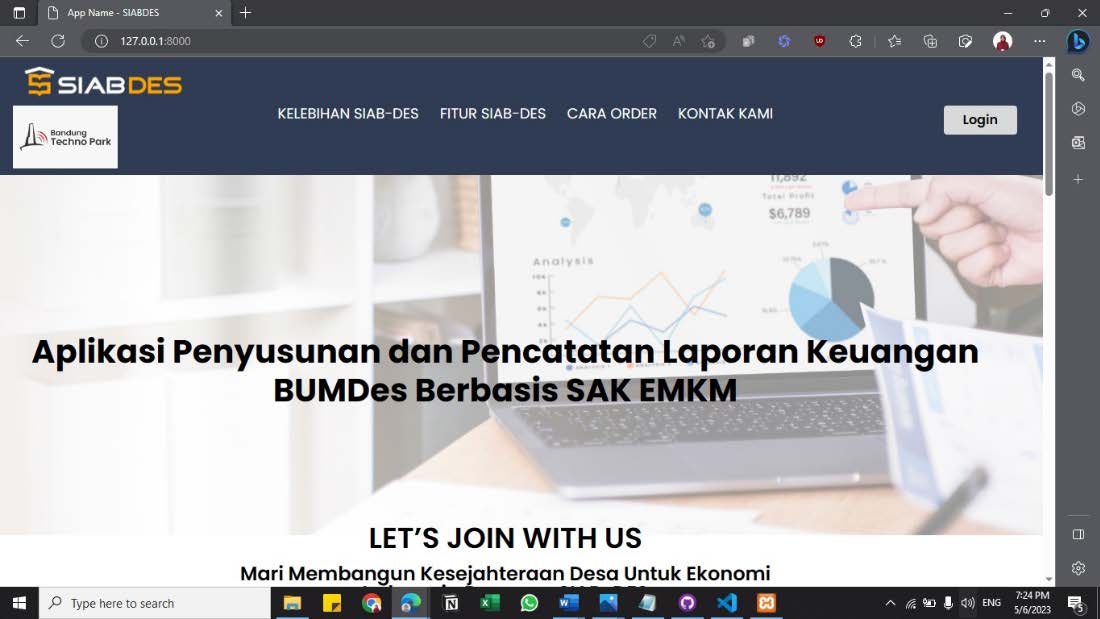 App Name - SIABDES
127.0.0.1:8000
SIABDES
Bandung
Techno Park
KELEBIHAN SIAB-DES
FITUR SIAB-DES
CARA ORDER
KONTAK KAMI
Login
11,892
Total Profit
$6,789
Analysis
Aplikasi Penyusunan dan Pencatatan Laporan Keuangan
BUMDes Berbasis SAK EMKM
LET’S JOIN WITH US
Mari Membangun Kesejahteraan Desa Untuk Ekonomi
Type here to search
ENG
7:24 PM
5/6/2023